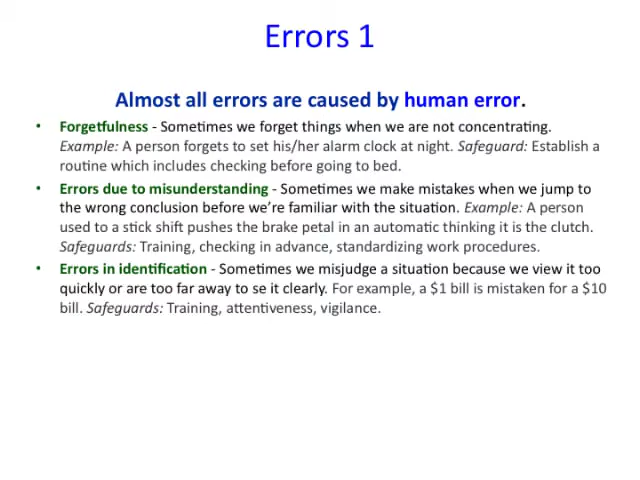 Errors 1
Almost all errors are caused by human error.
• Forgetfulness - Sometimes we forget things when we are not concentrating.
Example: A person forgets to set his/her alarm clock at night. Safeguard: Establish a
routine which includes checking before going to bed.
• Errors due to misunderstanding - Sometimes we make mistakes when we jump to
the wrong conclusion before we’re familiar with the situation. Example: A person
used to a stick shift pushes the brake petal in an automatic thinking it is the clutch.
Safeguards: Training, checking in advance, standardizing work procedures.
• Errors in identification - Sometimes we misjudge a situation because we view it too
quickly or are too far away to se it clearly. For example, a $1 bill is mistaken for a $10
bill. Safeguards: Training, attentiveness, vigilance.